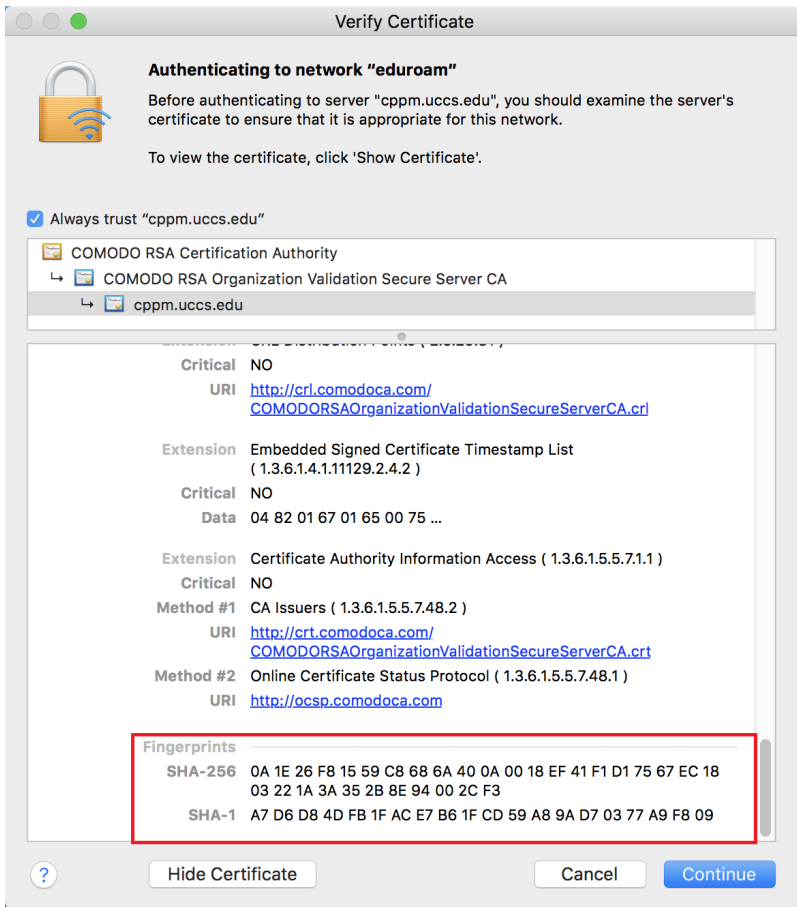 Verify Certificate
Authenticating to network “eduroam”
Before authenticating to server "cppm.uccs.edu", you should examine the server's
certificate to ensure that it is appropriate for this network.
To view the certificate, click 'Show Certificate'.
Always trust “cppm.uccs.edu”
COMODO RSA Certification Authority
COMODO RSA Organization Validation Secure Server CA
cppm.uccs.edu
Critical NO
URI http://crl.comodoca.com/
COMODORSAOrganizationValidationSecureServerCA.crl
Extension Embedded Signed Certificate Timestamp List
( 1.3.6.1.4.1.11129.2.4.2 )
Critical NO
Data 04 82 01 67 01 65 00 75 ...
Extension Certificate Authority Information Access ( 1.3.6.1.5.5.7.1.1 )
Critical NO
Method #1 CA Issuers ( 1.3.6.1.5.5.7.48.2 )
URI http://crt.comodoca.com/
COMODORSAOrganizationValidationSecureServerCA.crt
Method #2 Online Certificate Status Protocol ( 1.3.6.1.5.5.7.48.1 )
URI http://ocsp.comodoca.com
Fingerprints
SHA-256 0A 1E 26 F8 15 59 C8 68 6A 40 0A 00 18 EF 41 F1 D1 75 67 EC 18
03 22 1A 3A 35 2B 8E 94 00 2C F3
SHA-1 A7 D6 D8 4D FB 1F AC E7 B6 1F CD 59 A8 9A D7 03 77 A9 F8 09
? Hide Certificate Cancel Continue